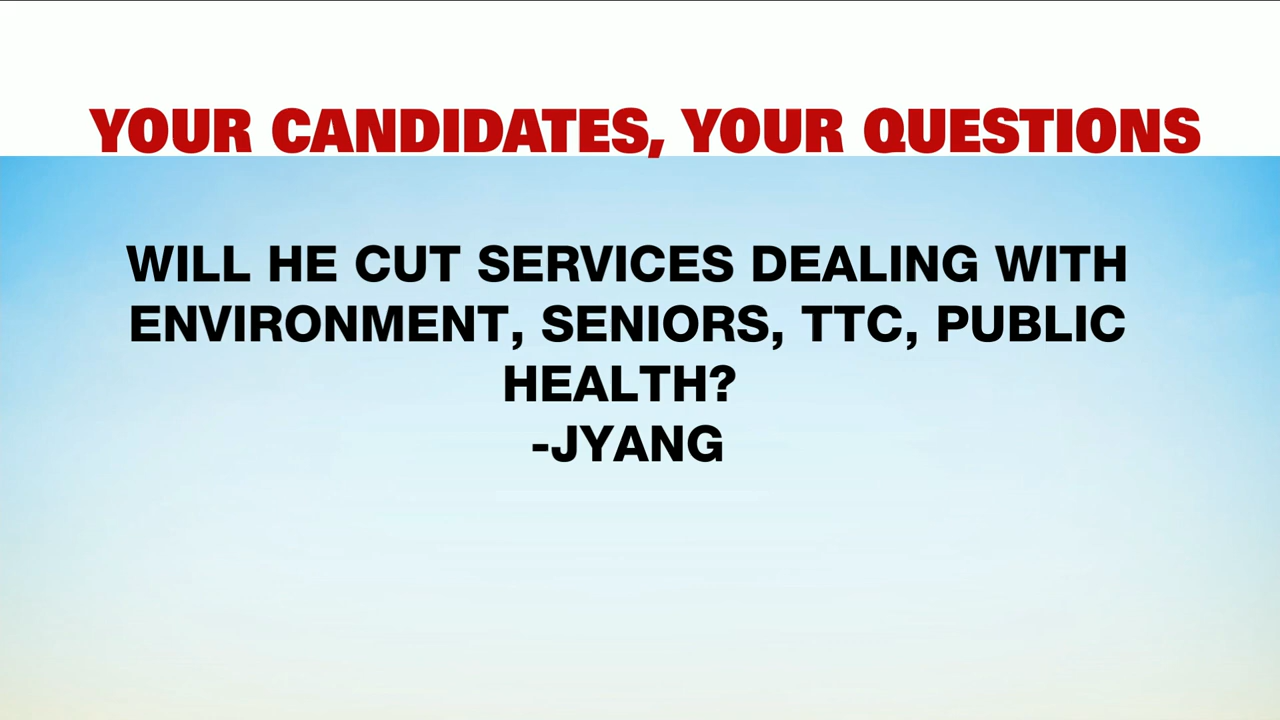 YOUR CANDIDATES, YOUR QUESTIONS
WILL HE CUT SERVICES DEALING WITH
ENVIRONMENT, SENIORS, TTC, PUBLIC
HEALTH?
-JYANG